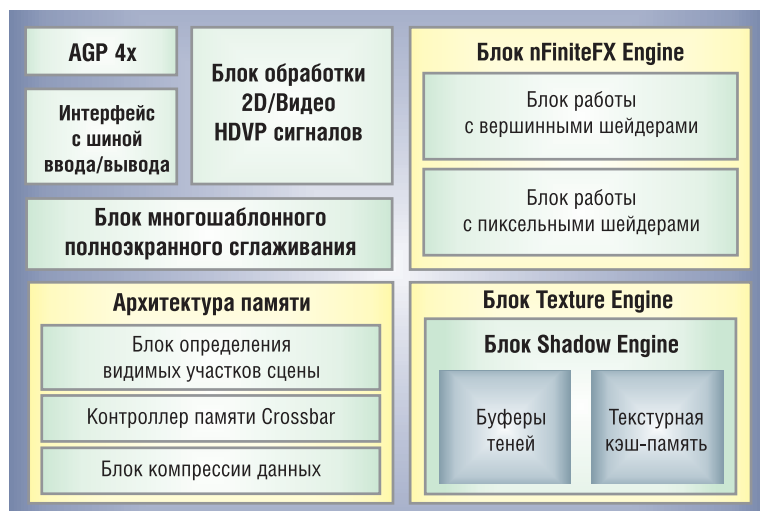 AGP 4x
Интерфейс
с шиной
ввода/вывода
Блок обработки
2D/Видео
HDVP сигналов
Блок многошаблонного
полноэкранного сглаживания
Блок nFiniteFX Engine
Блок работы
с вершинными шейдерами
Блок работы
с пиксельными шейдерами
Архитектура памяти
Блок определения
видимых участков сцены
Контроллер памяти Crossbar
Блок компрессии данных
Блок Texture Engine
Блок Shadow Engine
Буферы
теней
Текстурная
кэш-память